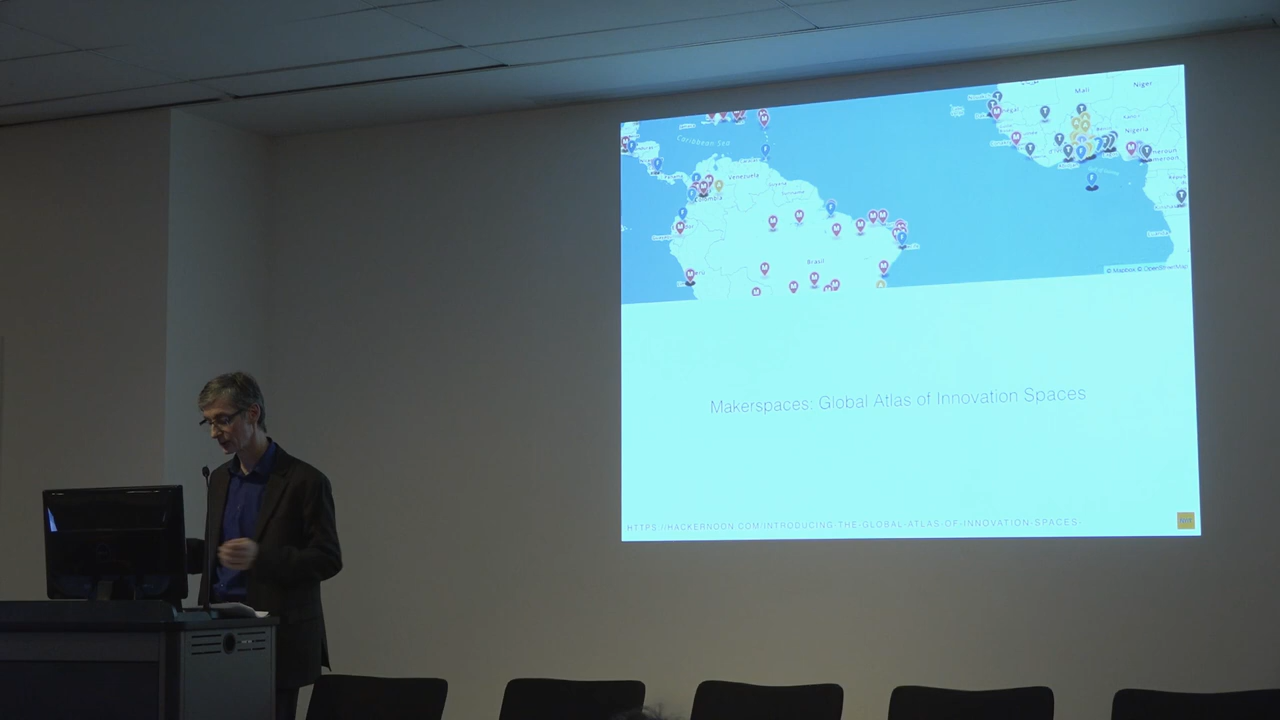 Mali
Niger
Caribbean Sea
Nigeria
Venezuela
Brasil
© Mapbox © OpenStreetMap
Makerspaces: Global Atlas of Innovation Spaces
HTTPS://HACKERNOON.COM/INTRODUCING-THE-GLOBAL-ATLAS-OF-INNOVATION-SPACES-